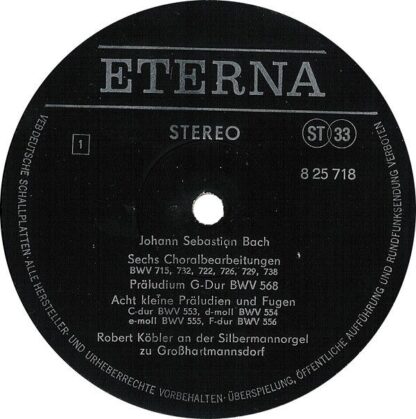 ETERNA
STEREO
ST 33
1
8 25 718
Johann Sebastian Bach
Sechs Choralbearbeitungen
BWV 715, 732, 722, 726, 729, 738
Präludium G-Dur BWV 568
Acht kleine Präludien und Fugen
C-dur BWV 553, d-moll BWV 554
e-moll BWV 555, F-dur BWV 556
Robert Köbler an der Silbermannorgel
zu Großhartmannsdorf
VEB DEUTSCHE SCHALLPLATTEN · ALLE HERSTELLER- UND URHEBERRECHTE VORBEHALTEN · ÜBERSPIELUNG, ÖFFENTLICHE AUFFÜHRUNG UND RUNDFUNKSENDUNG VERBOTEN